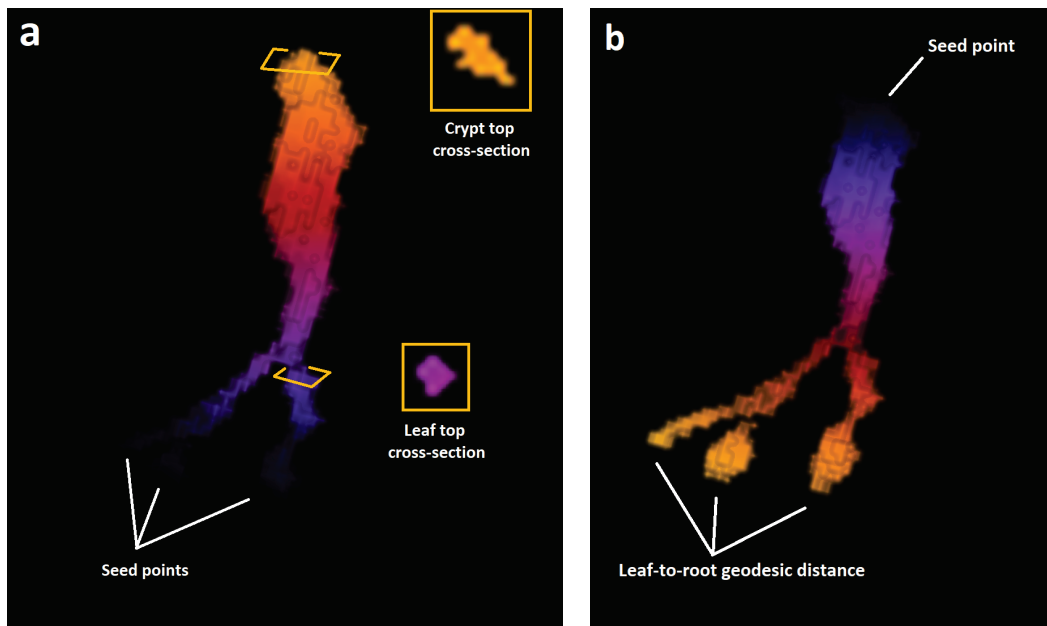 a
Crypt top
cross-section
Leaf top
cross-section
Seed points
b
Seed point
Leaf-to-root geodesic distance